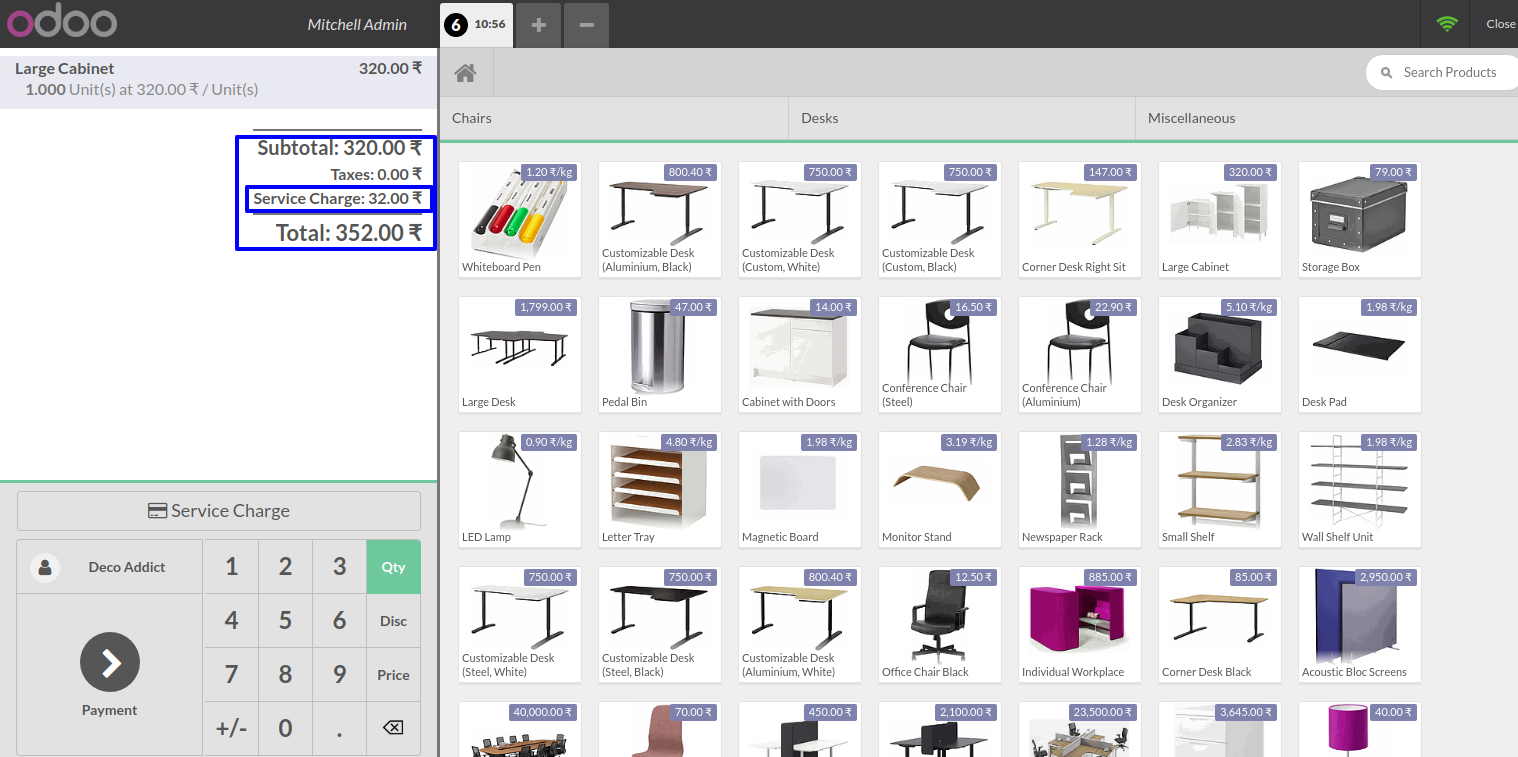 odoo
Mitchell Admin
6 10:56
Close
Large Cabinet 320.00 ₹
1.000 Unit(s) at 320.00 ₹ / Unit(s)
Subtotal: 320.00 ₹
Taxes: 0.00 ₹
Service Charge: 32.00 ₹
Total: 352.00 ₹
Service Charge
Deco Addict
Payment
1 2 3 Qty
4 5 6 Disc
7 8 9 Price
+/- 0 .
Search Products
Chairs Desks Miscellaneous
1.20 ₹/kg
Whiteboard Pen
800.40 ₹
Customizable Desk
(Aluminium, Black)
750.00 ₹
Customizable Desk
(Custom, White)
750.00 ₹
Customizable Desk
(Custom, Black)
147.00 ₹
Corner Desk Right Sit
320.00 ₹
Large Cabinet
79.00 ₹
Storage Box
1,799.00 ₹
Large Desk
47.00 ₹
Pedal Bin
14.00 ₹
Cabinet with Doors
16.50 ₹
Conference Chair
(Steel)
22.90 ₹
Conference Chair
(Aluminium)
5.10 ₹/kg
Desk Organizer
1.98 ₹/kg
Desk Pad
0.90 ₹/kg
LED Lamp
4.80 ₹/kg
Letter Tray
1.98 ₹/kg
Magnetic Board
3.19 ₹/kg
Monitor Stand
1.28 ₹/kg
Newspaper Rack
2.83 ₹/kg
Small Shelf
1.98 ₹/kg
Wall Shelf Unit
750.00 ₹
Customizable Desk
(Steel, White)
750.00 ₹
Customizable Desk
(Steel, Black)
800.40 ₹
Customizable Desk
(Aluminium, White)
12.50 ₹
Office Chair Black
885.00 ₹
Individual Workplace
85.00 ₹
Corner Desk Black
2,950.00 ₹
Acoustic Bloc Screens
40,000.00 ₹
70.00 ₹
450.00 ₹
2,100.00 ₹
23,500.00 ₹
3,645.00 ₹
40.00 ₹